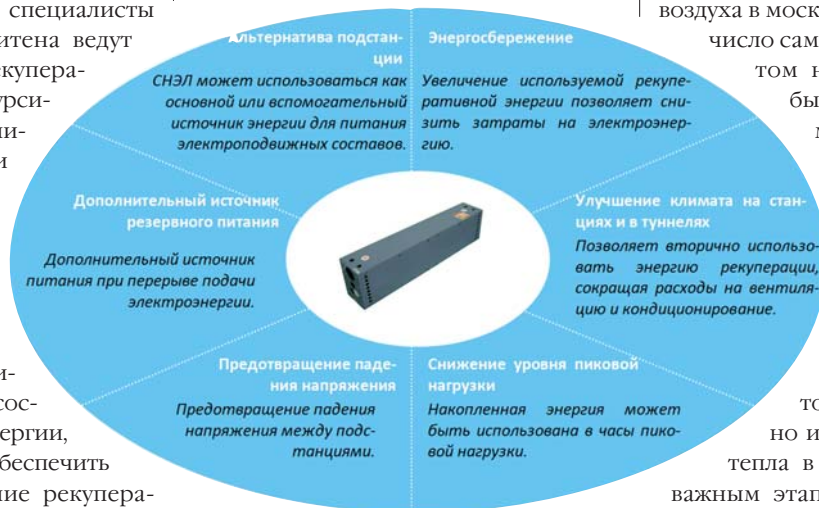 специалисты
итена ведут
купера-
урси-
и
и-
сос-
ергии,
беспечить
ние рекупера-
Альтернатива подстан-
ции
СНЭЛ может использоваться как
основной или вспомогательный
источник энергии для питания
электроподвижных составов.
Энергосбережение
Увеличение используемой рекупе-
ративной энергии позволяет сни-
зить затраты на электроэнер-
гию.
Дополнительный источник
резервного питания
Дополнительный источник
питания при перерыве подачи
электроэнергии.
Улучшение климата на стан-
циях и в туннелях
Позволяет вторично использо-
вать энергию рекуперации,
сокращая расходы на вентиля-
цию и кондиционирование.
Предотвращение паде-
ния напряжения
Предотвращение падения
напряжения между подс-
танциями.
Снижение уровня пиковой
нагрузки
Накопленная энергия может
быть использована в часы пико-
вой нагрузки.
воздуха в моск
число сам
том н
бы
м
то
но и
тепла в
важным этап